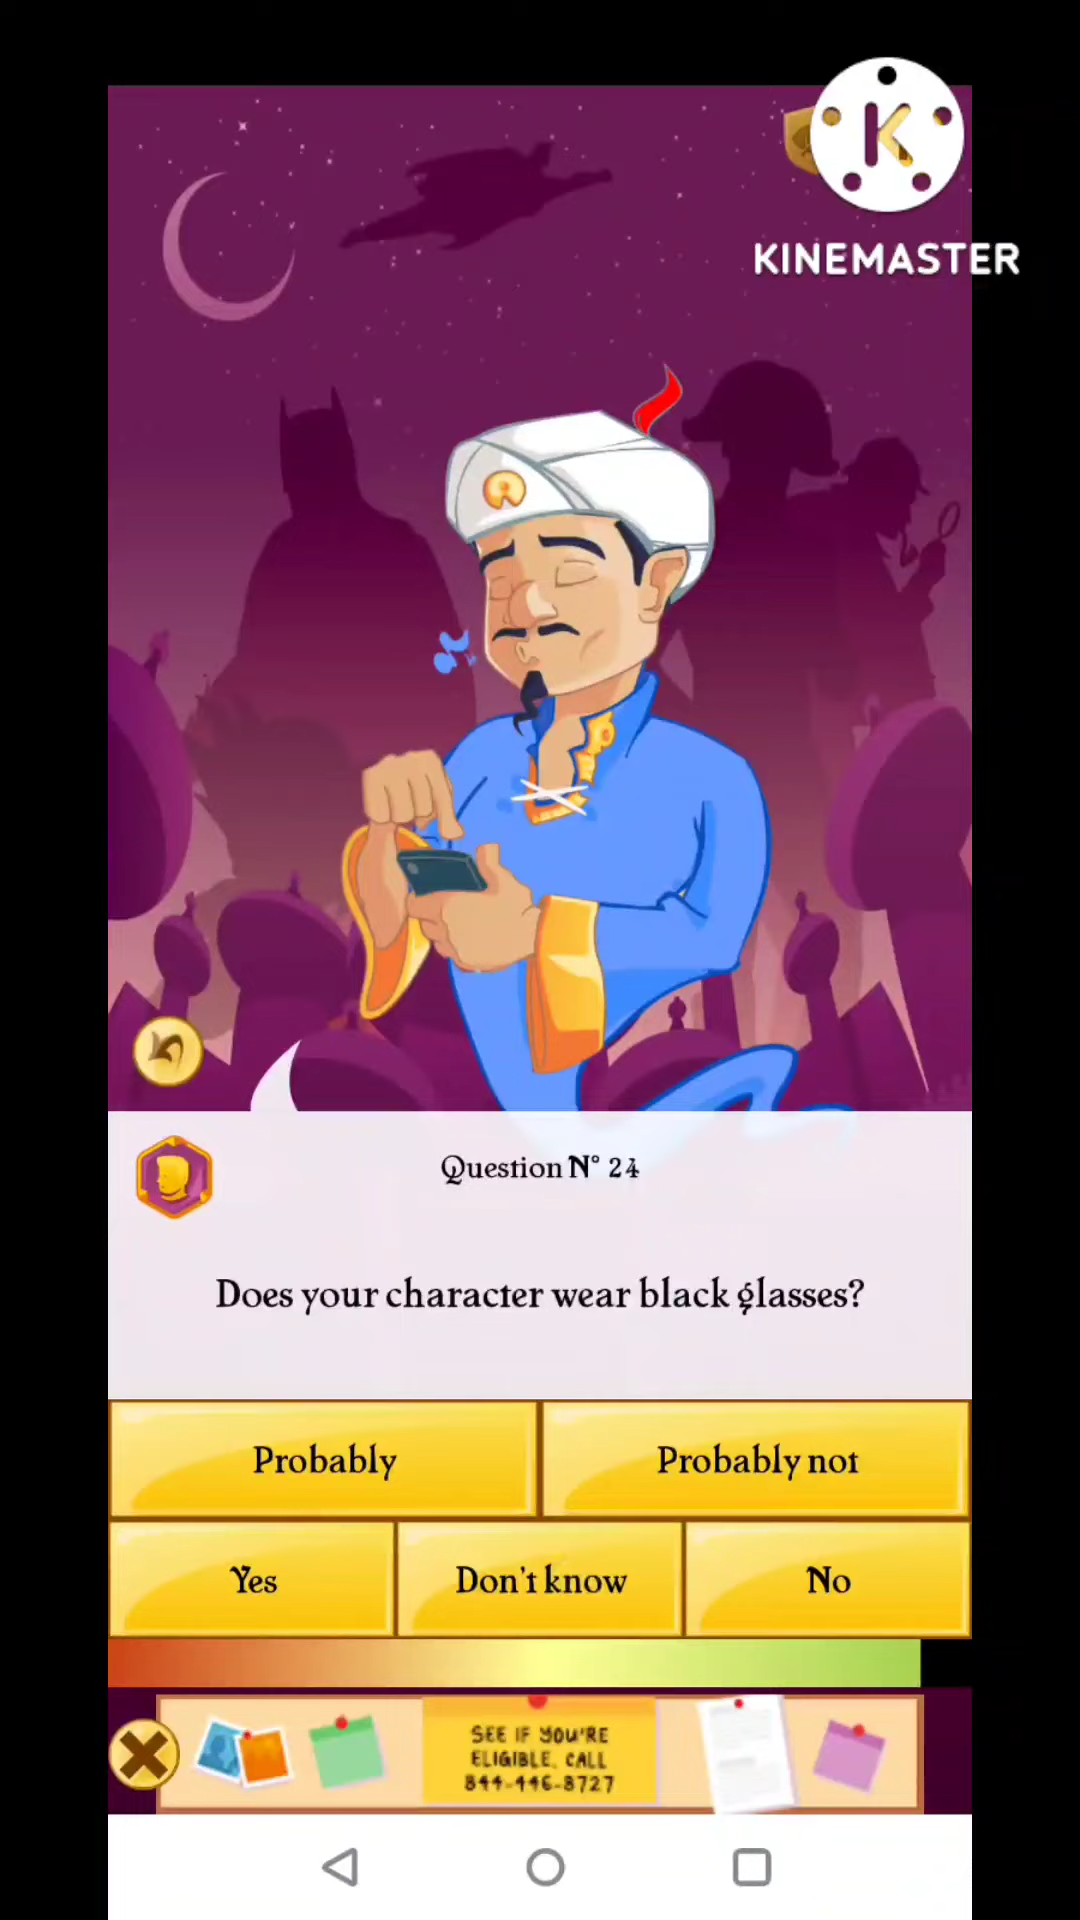 KINEMASTER
Question N° 24
Does your character wear black glasses?
Probably
Probably not
Yes
Don't know
No
SEE IF YOU'RE
ELIGIBLE. CALL
844-446-8727